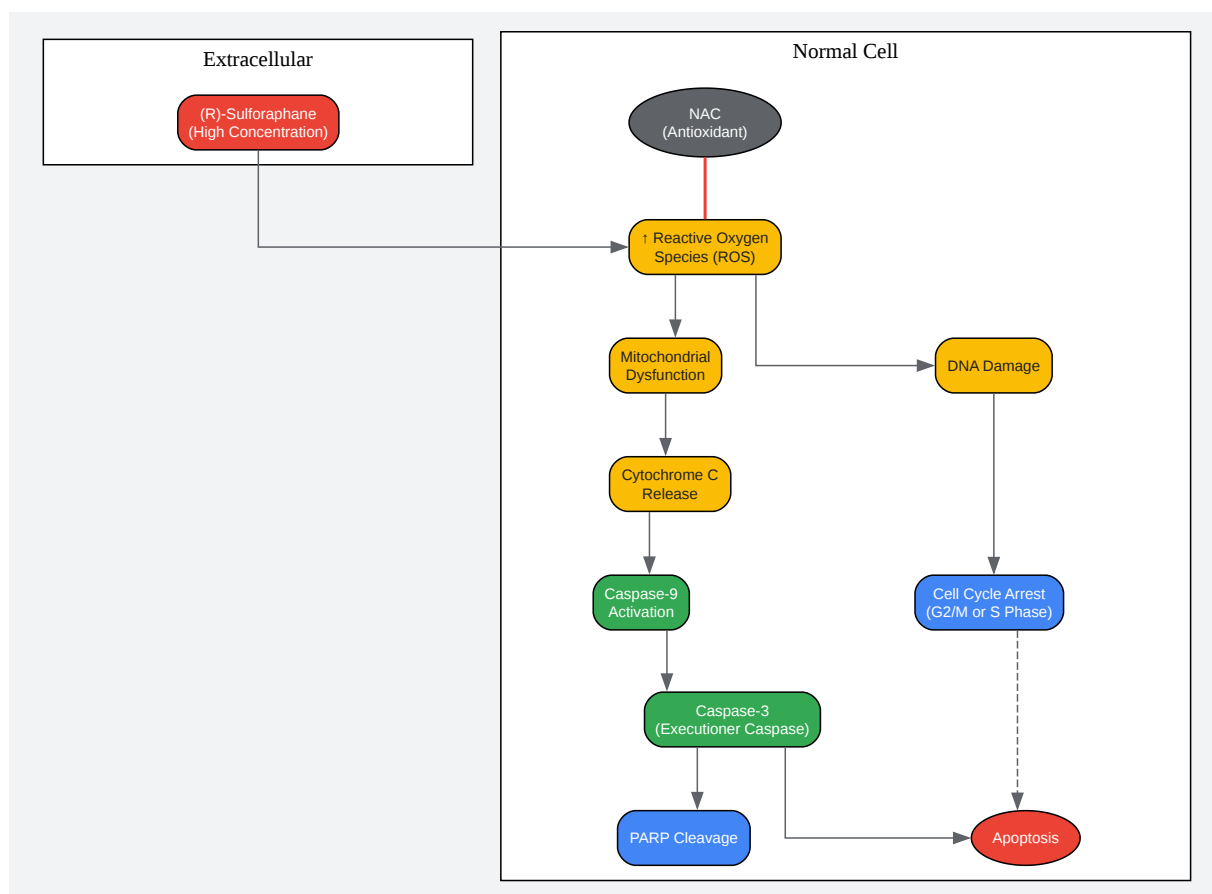 Extracellular
Normal Cell
(R)-Sulforaphane
(High Concentration)
NAC
(Antioxidant)
↑ Reactive Oxygen
Species (ROS)
Mitochondrial
Dysfunction
DNA Damage
Cytochrome C
Release
Caspase-9
Activation
Cell Cycle Arrest
(G2/M or S Phase)
Caspase-3
(Executioner Caspase)
PARP Cleavage
Apoptosis